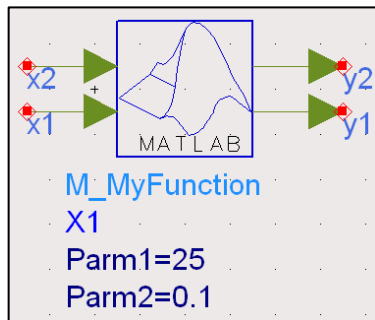 x2 y2
+
x1 y1
MATLAB
M_MyFunction
X1
Parm1=25
Parm2=0.1